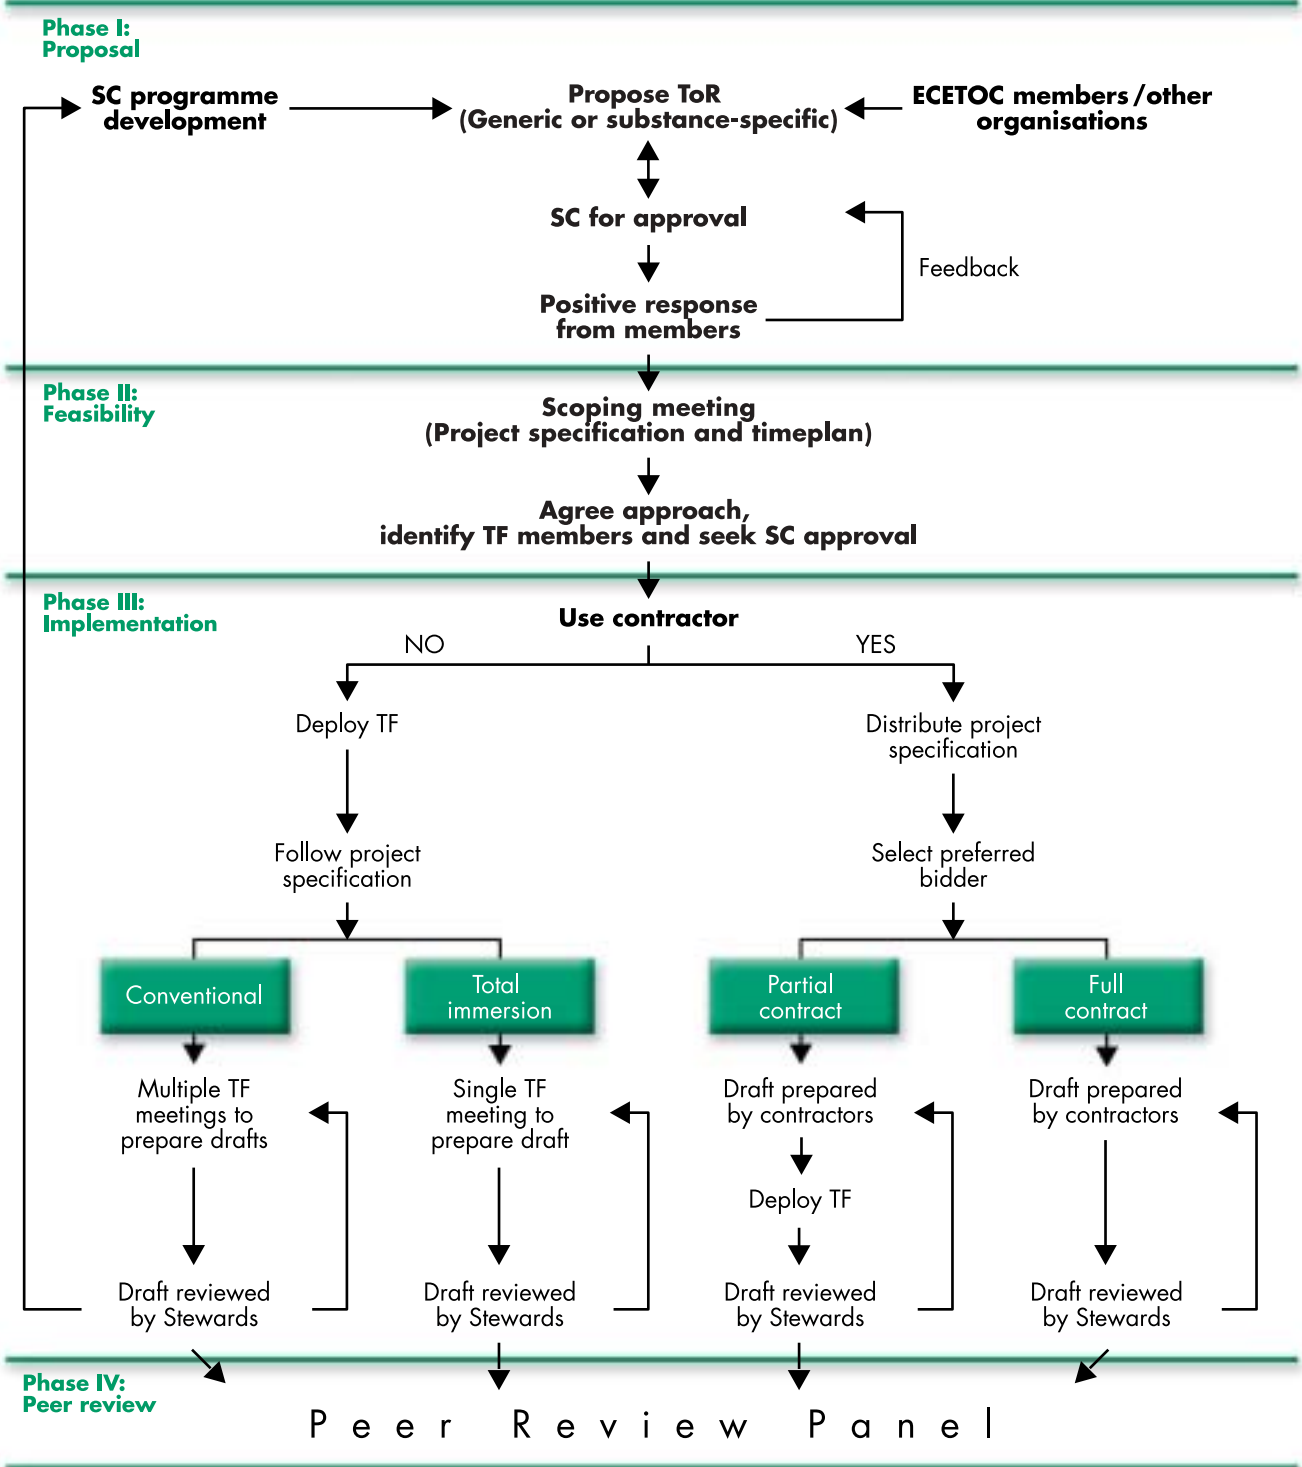 Phase I:
Proposal
SC programme
development
Propose ToR
(Generic or substance-specific)
ECETOC members/other
organisations
SC for approval
Feedback
Positive response
from members
Phase II:
Feasibility
Scoping meeting
(Project specification and timeplan)
Agree approach,
identify TF members and seek SC approval
Phase III:
Implementation
Use contractor
NO
YES
Deploy TF
Distribute project
specification
Follow project
specification
Select preferred
bidder
Conventional
Total
immersion
Partial
contract
Full
contract
Multiple TF
meetings to
prepare drafts
Single TF
meeting to
prepare draft
Draft prepared
by contractors
Draft prepared
by contractors
Deploy TF
Draft reviewed
by Stewards
Draft reviewed
by Stewards
Draft reviewed
by Stewards
Draft reviewed
by Stewards
Phase IV:
Peer review
Peer Review Panel